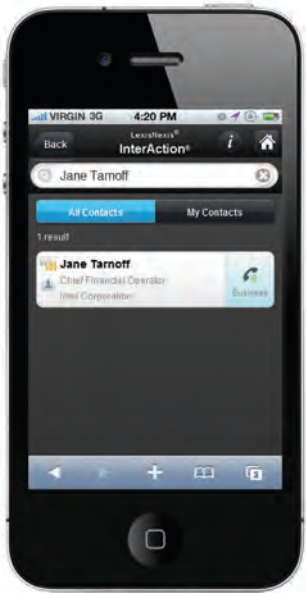 VIRGIN 3G 4:20 PM
LexisNexis®
Back InterAction® i
Jane Tarnoff
All Contacts My Contacts
1 result
Jane Tarnoff
Chief Financial Operator
Intel Corporation
Business
3